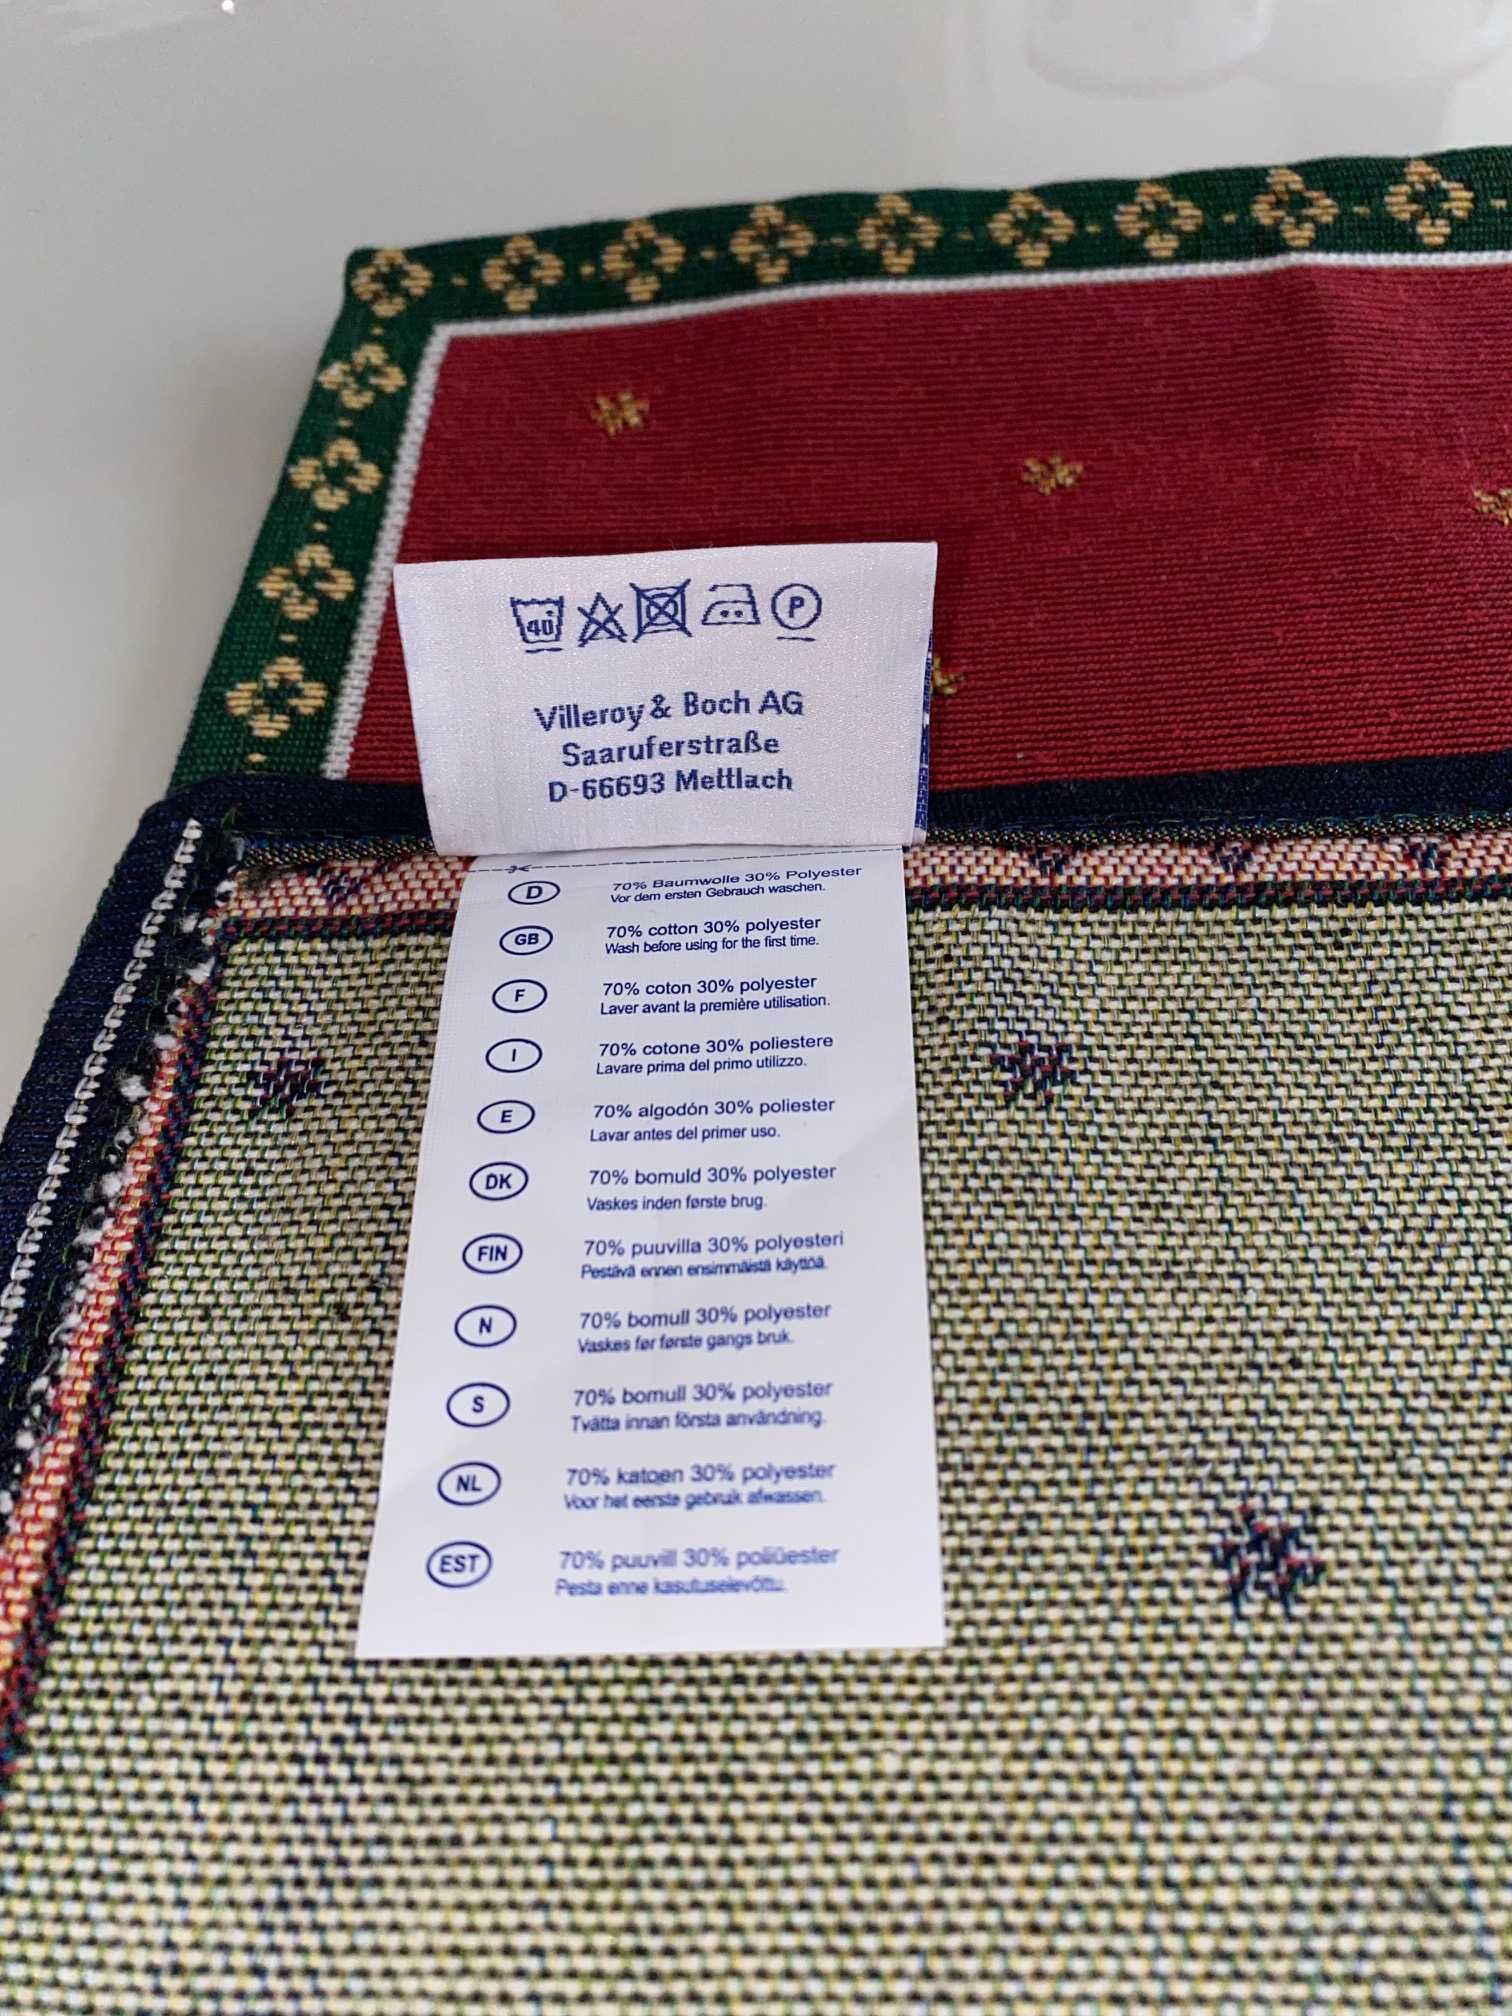 40
P
Villeroy & Boch AG
Saaruferstraße
D-66693 Mettlach
D
70% Baumwolle 30% Polyester
Vor dem ersten Gebrauch waschen.
GB
70% cotton 30% polyester
Wash before using for the first time.
F
70% coton 30% polyester
Laver avant la première utilisation.
I
70% cotone 30% poliestere
Lavare prima del primo utilizzo.
E
70% algodón 30% poliester
Lavar antes del primer uso.
DK
70% bomuld 30% polyester
Vaskes inden første brug.
FIN
70% puuvilla 30% polyesteri
Pestävä ennen ensimmäistä käyttöä.
N
70% bomull 30% polyester
Vaskes før første gangs bruk.
S
70% bomull 30% polyester
Tvätta innan första användning.
NL
70% katoen 30% polyester
Voor het eerste gebruik afwassen.
EST
70% puuvill 30% poliüester
Pesta enne kasutuselevõttu.